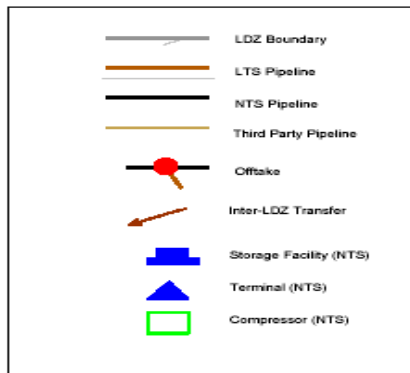 LDZ Boundary
LTS Pipeline
NTS Pipeline
Third Party Pipeline
Offtake
Inter-LDZ Transfer
Storage Facility (NTS)
Terminal (NTS)
Compressor (NTS)